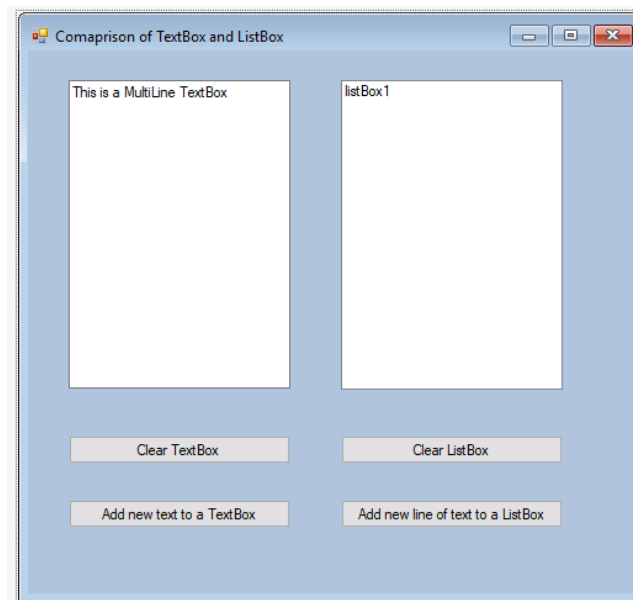 Comaprison of TextBox and ListBox
This is a MultiLine TextBox
listBox1
Clear TextBox
Clear ListBox
Add new text to a TextBox
Add new line of text to a ListBox